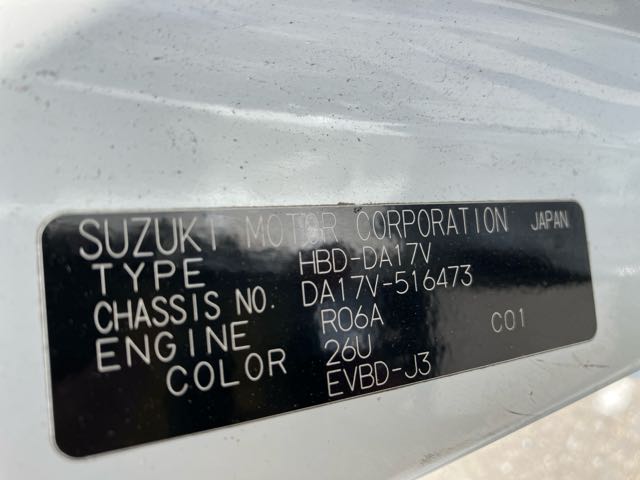 SUZUKI MOTOR CORPORATION JAPAN
TYPE HBD-DA17V
CHASSIS NO. DA17V-516473
ENGINE R06A C01
COLOR 26U
EVBD-J3